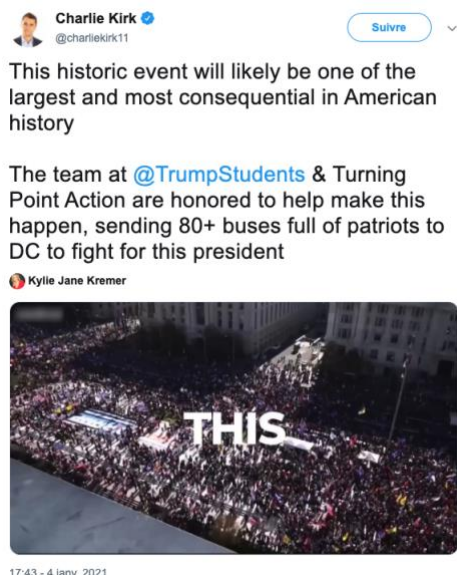 Charlie Kirk
@charliekirk11
Suivre
This historic event will likely be one of the
largest and most consequential in American
history
The team at @TrumpStudents & Turning
Point Action are honored to help make this
happen, sending 80+ buses full of patriots to
DC to fight for this president
Kylie Jane Kremer
THIS
17:43 - 4 janv. 2021